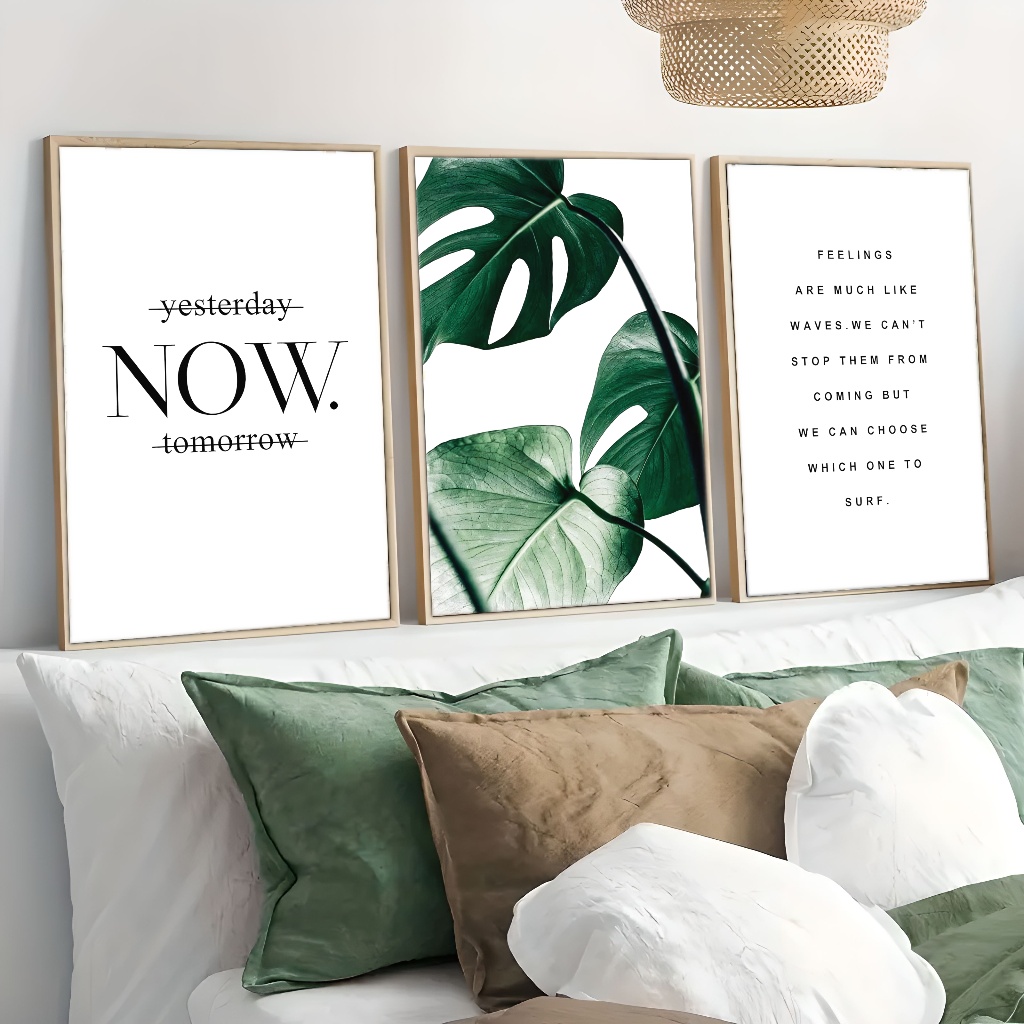 yesterday
NOW.
tomorrow
FEELINGS
ARE MUCH LIKE
WAVES.WE CAN'T
STOP THEM FROM
COMING BUT
WE CAN CHOOSE
WHICH ONE TO
SURF.